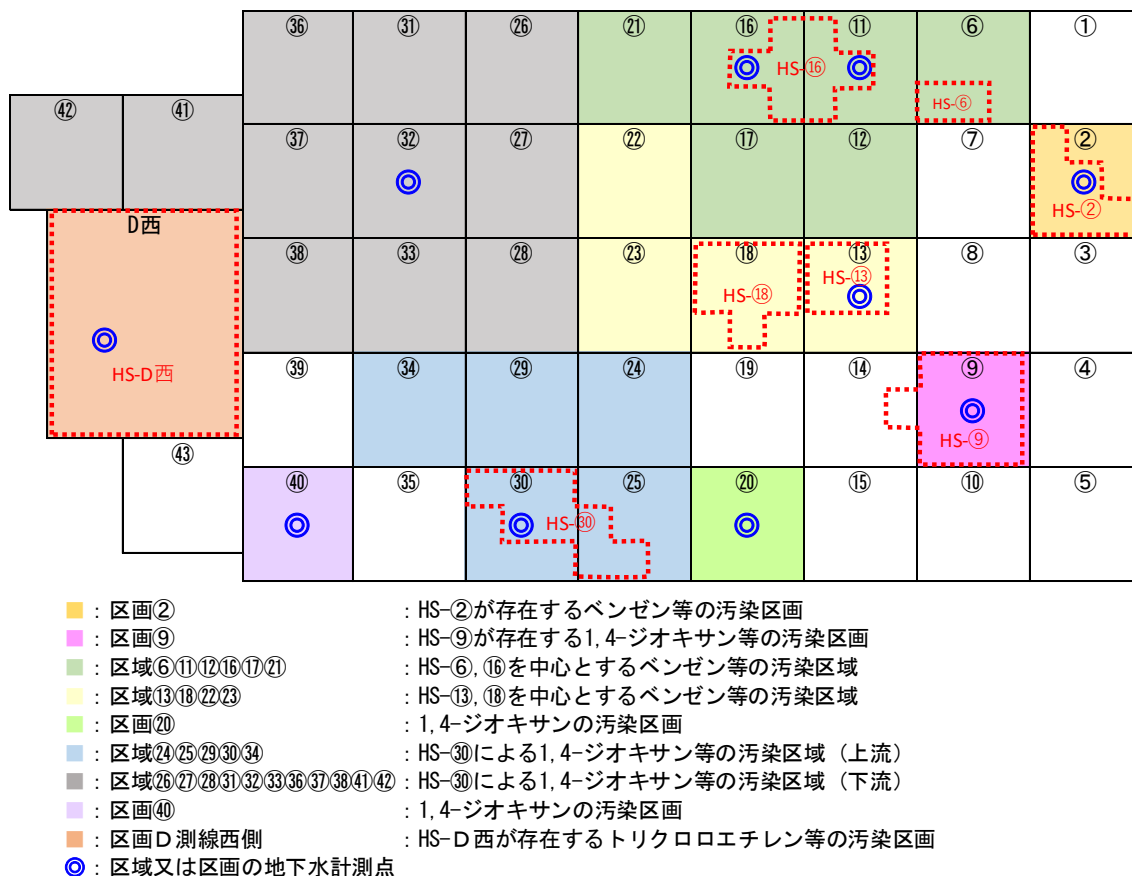 ㊱ ㉛ ㉖ ㉑ ⑯ ⑪ ⑥ ①
HS-⑯
HS-⑥
㊷ ㊶
㊲ ㉜ ㉗ ㉒ ⑰ ⑫ ⑦ ②
HS-②
D西
㊳ ㉝ ㉘ ㉓ ⑱ ⑬ ⑧ ③
HS-⑱ HS-⑬
HS-D西
㊴ ㉞ ㉙ ㉔ ⑲ ⑭ ⑨ ④
HS-⑨
㊸
㊵ ㉟ ㉚ ㉕ ⑳ ⑮ ⑩ ⑤
HS-㉚
：区画② ：HS-②が存在するベンゼン等の汚染区画
：区画⑨ ：HS-⑨が存在する1,4-ジオキサン等の汚染区画
：区域⑥⑪⑫⑯⑰㉑ ：HS-⑥,⑯を中心とするベンゼン等の汚染区域
：区域⑬⑱㉒㉓ ：HS-⑬,⑱を中心とするベンゼン等の汚染区域
：区画⑳ ：1,4-ジオキサンの汚染区画
：区域㉔㉕㉙㉚㉞ ：HS-㉚による1,4-ジオキサン等の汚染区域（上流）
：区域㉖㉗㉘㉛㉜㉝㊱㊲㊳㊶㊷ ：HS-㉚による1,4-ジオキサン等の汚染区域（下流）
：区画㊵ ：1,4-ジオキサンの汚染区画
：区画Ｄ測線西側 ：HS-Ｄ西が存在するトリクロロエチレン等の汚染区画
：区域又は区画の地下水計測点